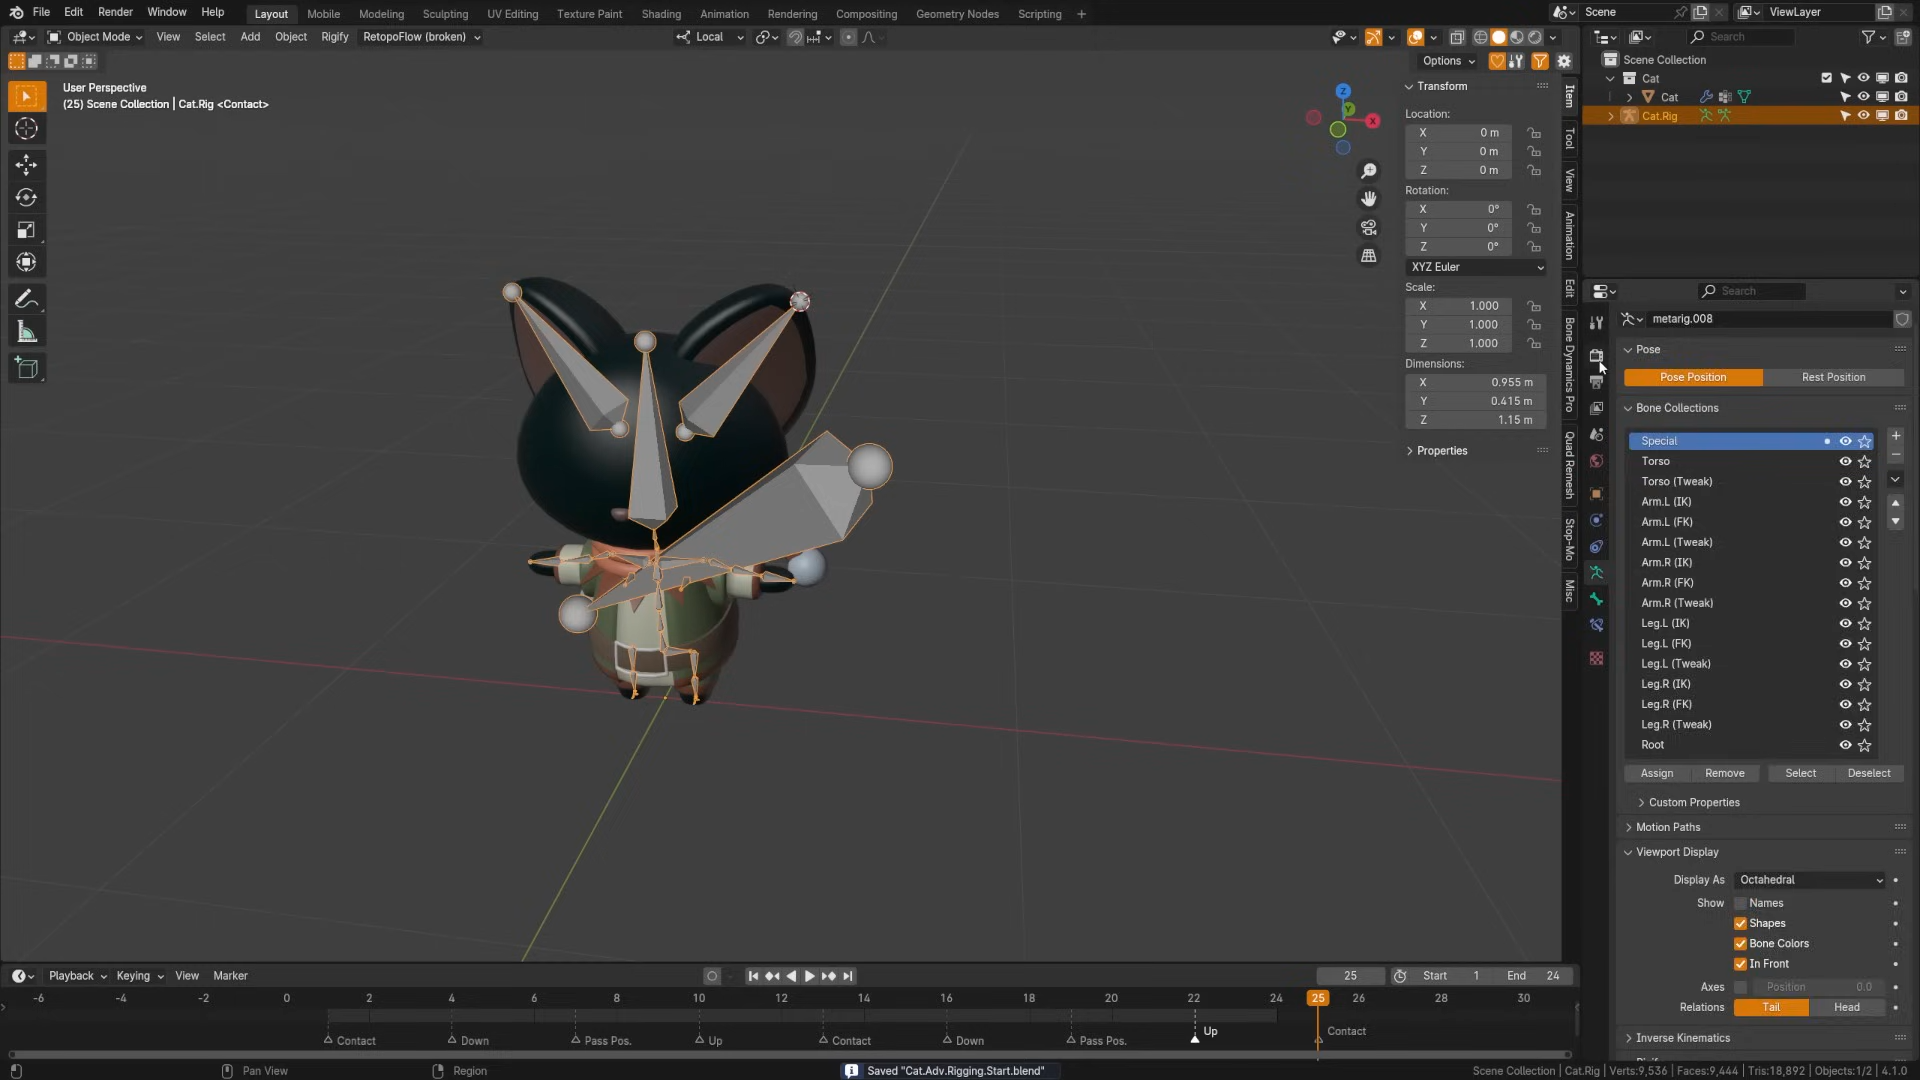 File Edit Render Window Help Layout Mobile Modeling Sculpting UV Editing Texture Paint Shading Animation Rendering Compositing Geometry Nodes Scripting + Scene ViewLayer
Object Mode View Select Add Object Rigify RetopoFlow (broken) Local Search
Options
User Perspective
(25) Scene Collection | Cat.Rig <Contact>
Z
Y
X
Transform
Location:
X 0 m
Y 0 m
Z 0 m
Rotation:
X 0°
Y 0°
Z 0°
XYZ Euler
Scale:
X 1.000
Y 1.000
Z 1.000
Dimensions:
X 0.955 m
Y 0.415 m
Z 1.15 m
Properties
Item
Tool
View
Animation
Edit
Bone Dynamics Pro
Quad Remesh
Stop-Mo
Misc
Scene Collection
Cat
Cat
Cat.Rig
Search
metarig.008
Pose
Pose Position Rest Position
Bone Collections
Special
Torso
Torso (Tweak)
Arm.L (IK)
Arm.L (FK)
Arm.L (Tweak)
Arm.R (IK)
Arm.R (FK)
Arm.R (Tweak)
Leg.L (IK)
Leg.L (FK)
Leg.L (Tweak)
Leg.R (IK)
Leg.R (FK)
Leg.R (Tweak)
Root
Assign Remove Select Deselect
Custom Properties
Motion Paths
Viewport Display
Display As Octahedral
Show Names
Shapes
Bone Colors
In Front
Axes Position 0.0
Relations Tail Head
Inverse Kinematics
Playback Keying View Marker 25 Start 1 End 24
-6 -4 -2 0 2 4 6 8 10 12 14 16 18 20 22 24 25 26 28 30
Contact Down Pass Pos. Up Contact Down Pass Pos. Up Contact
Pan View Region Saved "Cat.Adv.Rigging.Start.blend" Scene Collection | Cat.Rig | Verts:9,536 | Faces:9,444 | Tris:18,892 | Objects:1/2 | 4.1.0